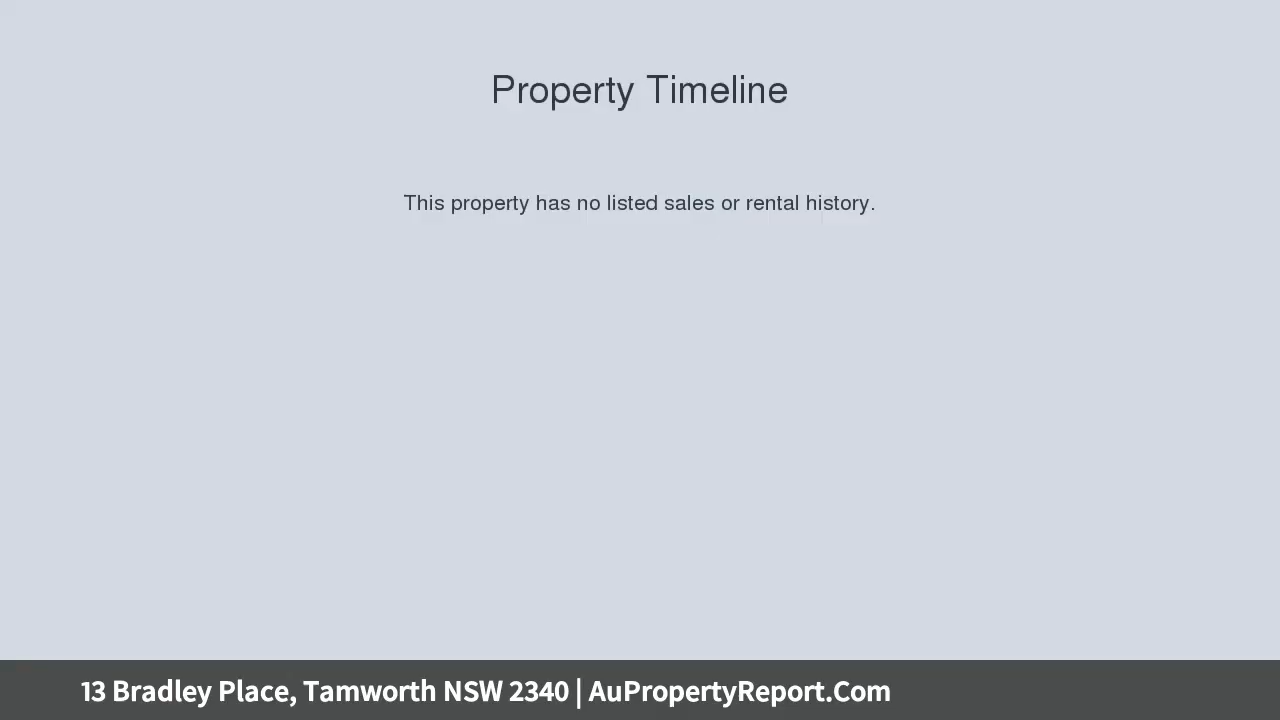 Property Timeline
This property has no listed sales or rental history.
13 Bradley Place, Tamworth NSW 2340 | AuPropertyReport.Com